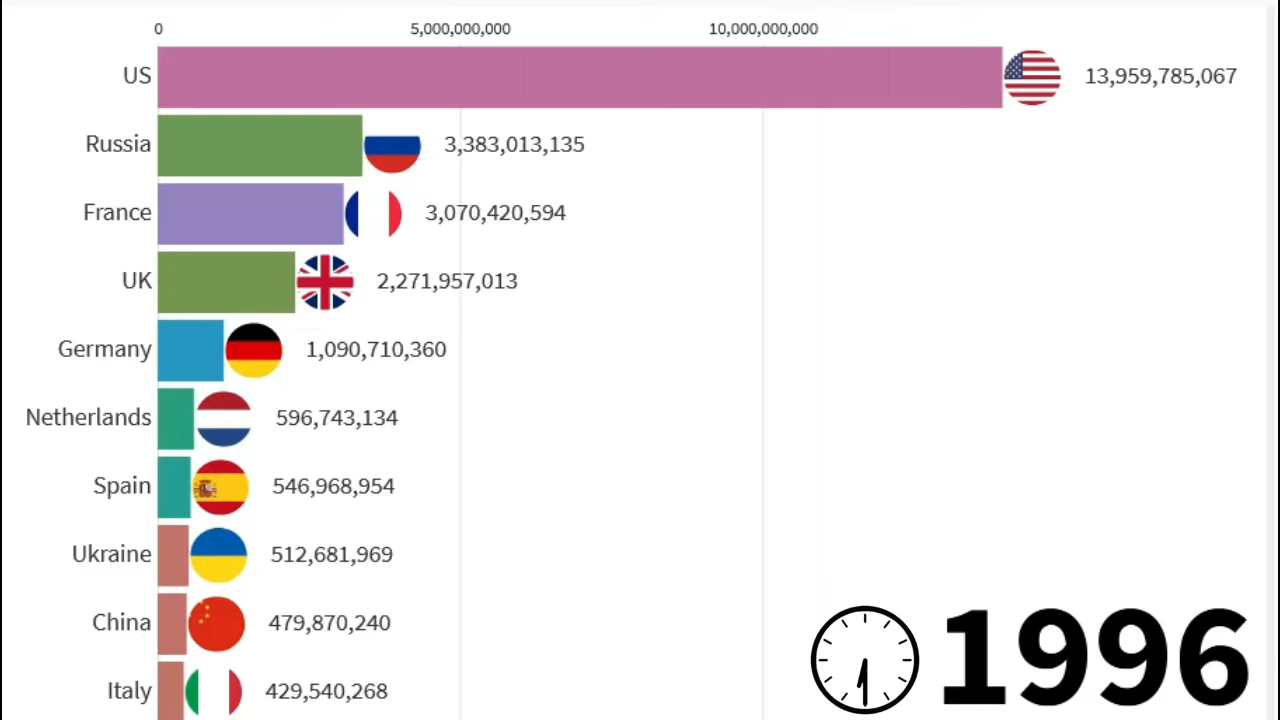 0 5,000,000,000 10,000,000,000
US 13,959,785,067
Russia 3,383,013,135
France 3,070,420,594
UK 2,271,957,013
Germany 1,090,710,360
Netherlands 596,743,134
Spain 546,968,954
Ukraine 512,681,969
China 479,870,240
Italy 429,540,268
1996